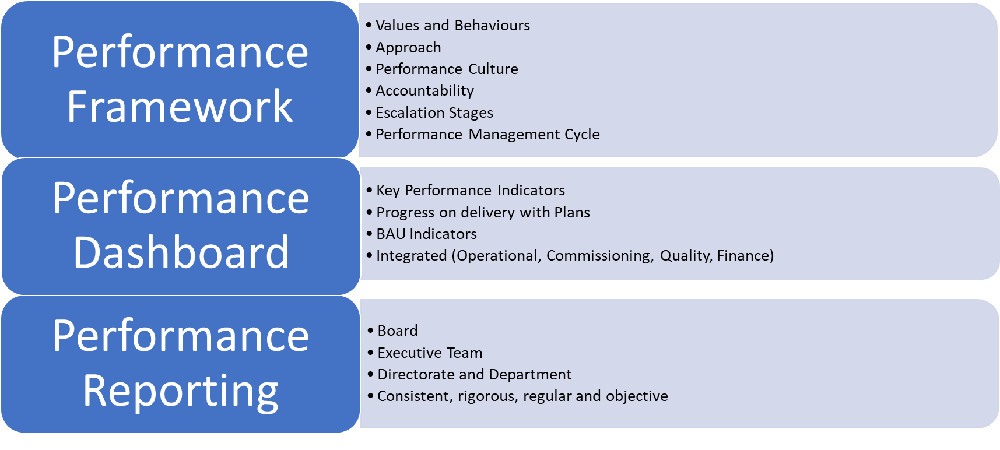 Performance
Framework
• Values and Behaviours
• Approach
• Performance Culture
• Accountability
• Escalation Stages
• Performance Management Cycle
Performance
Dashboard
• Key Performance Indicators
• Progress on delivery with Plans
• BAU Indicators
• Integrated (Operational, Commissioning, Quality, Finance)
Performance
Reporting
• Board
• Executive Team
• Directorate and Department
• Consistent, rigorous, regular and objective